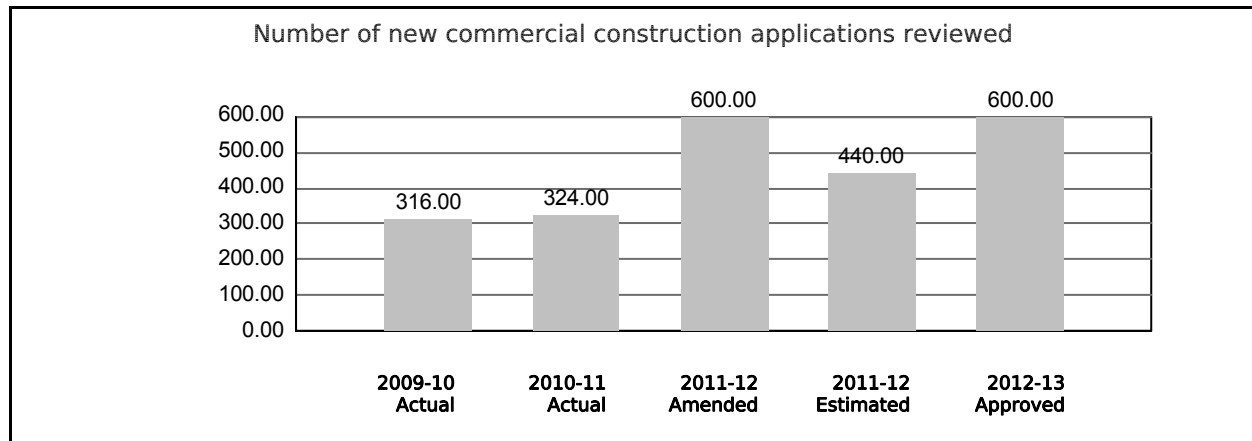 Number of new commercial construction applications reviewed
600.00
500.00
400.00
300.00
200.00
100.00
0.00
316.00
324.00
600.00
440.00
600.00
2009-10
Actual
2010-11
Actual
2011-12
Amended
2011-12
Estimated
2012-13
Approved